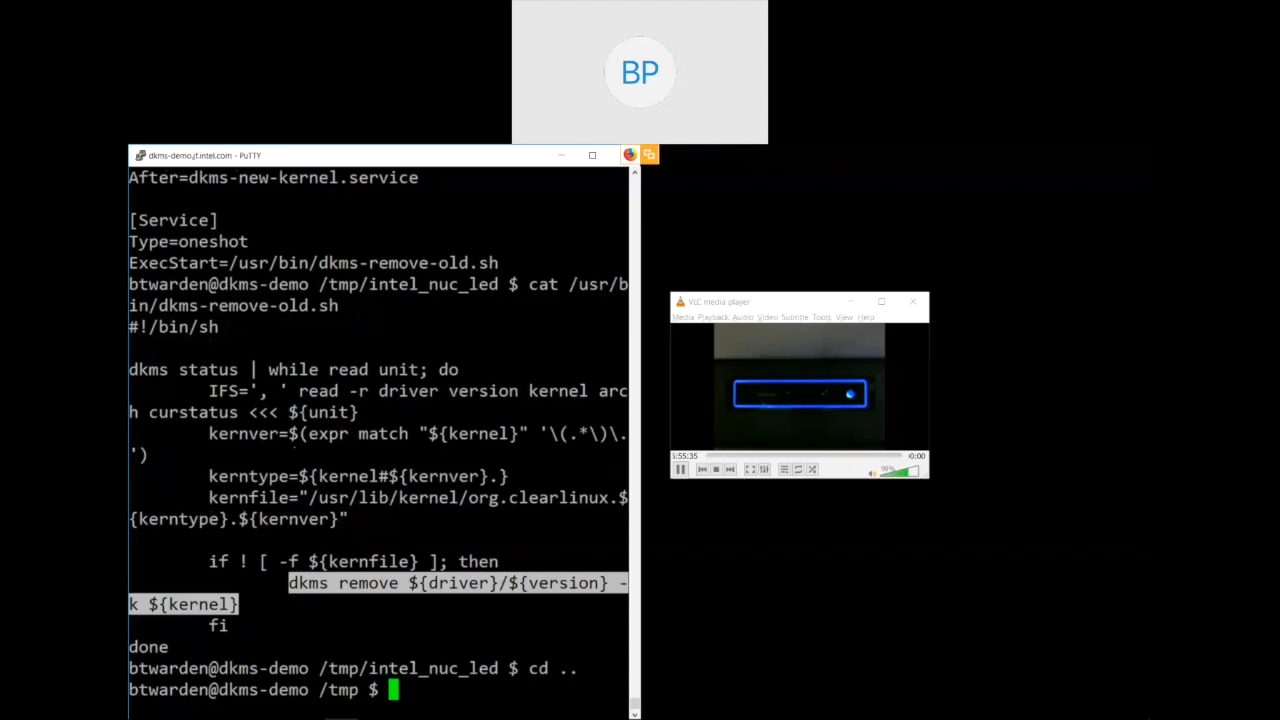 BP
dkms-demo.jf.intel.com - PuTTY
After=dkms-new-kernel.service
[Service]
Type=oneshot
ExecStart=/usr/bin/dkms-remove-old.sh
btwarden@dkms-demo /tmp/intel_nuc_led $ cat /usr/b
in/dkms-remove-old.sh
#!/bin/sh
dkms status | while read unit; do
IFS=', ' read -r driver version kernel arc
h curstatus <<< ${unit}
kernver=$(expr match "${kernel}" '\(.*\)\.
')
kerntype=${kernel#${kernver}.}
kernfile="/usr/lib/kernel/org.clearlinux.$
{kerntype}.${kernver}"
if ! [ -f ${kernfile} ]; then
dkms remove ${driver}/${version} -
k ${kernel}
fi
done
btwarden@dkms-demo /tmp/intel_nuc_led $ cd ..
btwarden@dkms-demo /tmp $
VLC media player
Media Playback Audio Video Subtitle Tools View Help
5:55:35
00:00
90%